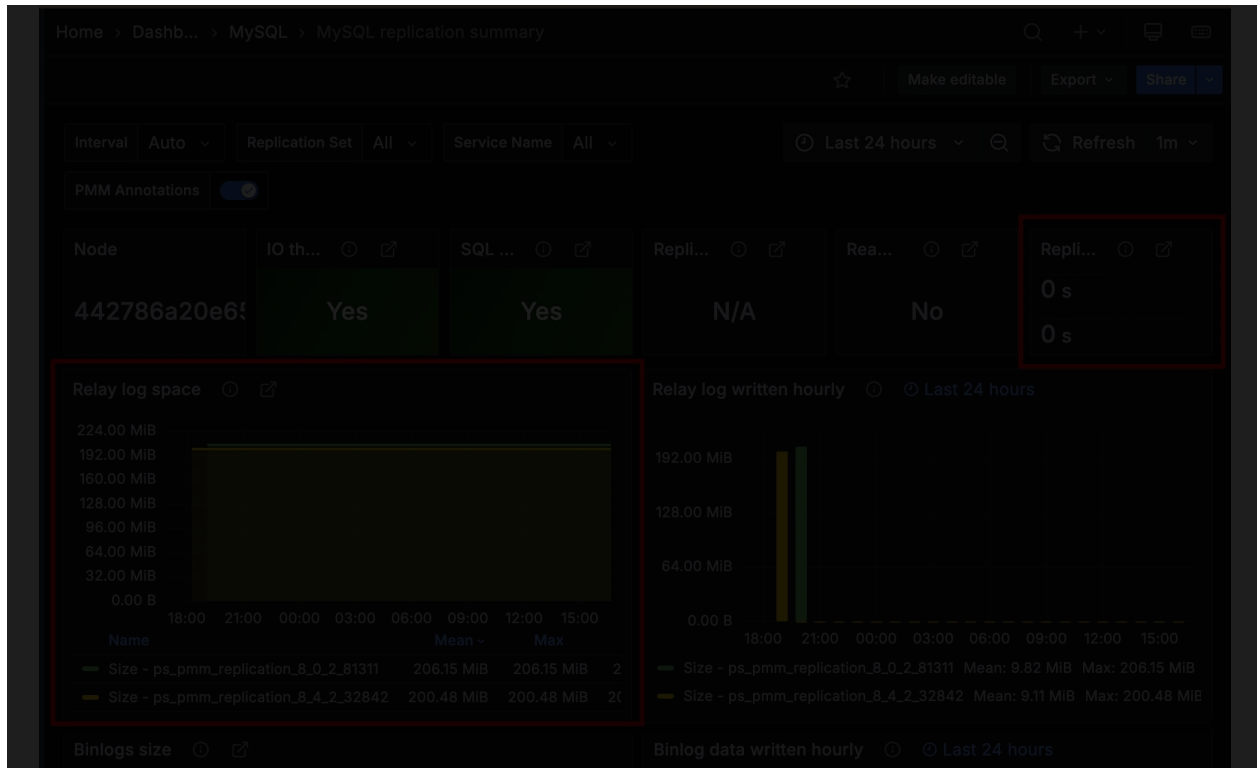 Home › Dashb... › MySQL › MySQL replication summary
Make editable Export Share
Interval Auto Replication Set All Service Name All Last 24 hours Refresh 1m
PMM Annotations
Node IO th... SQL ... Repli... Rea... Repli...
442786a20e65 Yes Yes N/A No 0 s
0 s
Relay log space
224.00 MiB
192.00 MiB
160.00 MiB
128.00 MiB
96.00 MiB
64.00 MiB
32.00 MiB
0.00 B
18:00 21:00 00:00 03:00 06:00 09:00 12:00 15:00
Name Mean Max
Size - ps_pmm_replication_8_0_2_81311 206.15 MiB 206.15 MiB 2
Size - ps_pmm_replication_8_4_2_32842 200.48 MiB 200.48 MiB 20
Relay log written hourly Last 24 hours
192.00 MiB
128.00 MiB
64.00 MiB
0.00 B
18:00 21:00 00:00 03:00 06:00 09:00 12:00 15:00
Size - ps_pmm_replication_8_0_2_81311 Mean: 9.82 MiB Max: 206.15 MiB
Size - ps_pmm_replication_8_4_2_32842 Mean: 9.11 MiB Max: 200.48 MiB
Binlogs size
Binlog data written hourly Last 24 hours